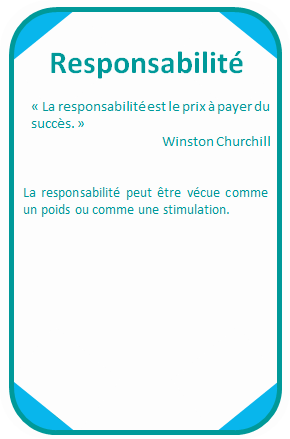 Responsabilité
« La responsabilité est le prix à payer du
succès. »
Winston Churchill
La responsabilité peut être vécue comme
un poids ou comme une stimulation.